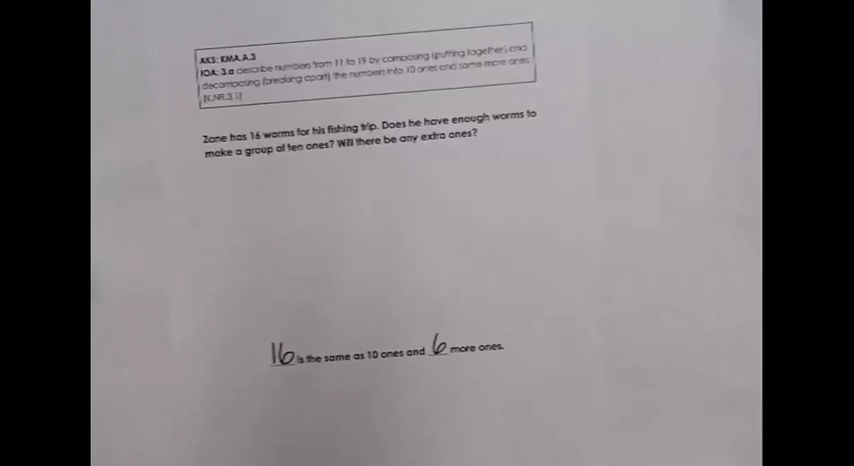 AKS: KMA.A.3
IOA: 3.a describe numbers from 11 to 19 by composing (putting together) and
decomposing (breaking apart) the numbers into 10 ones and some more ones
[K.NR.3.1]
Zane has 16 worms for his fishing trip. Does he have enough worms to
make a group of ten ones? Will there be any extra ones?
16 is the same as 10 ones and 6 more ones.